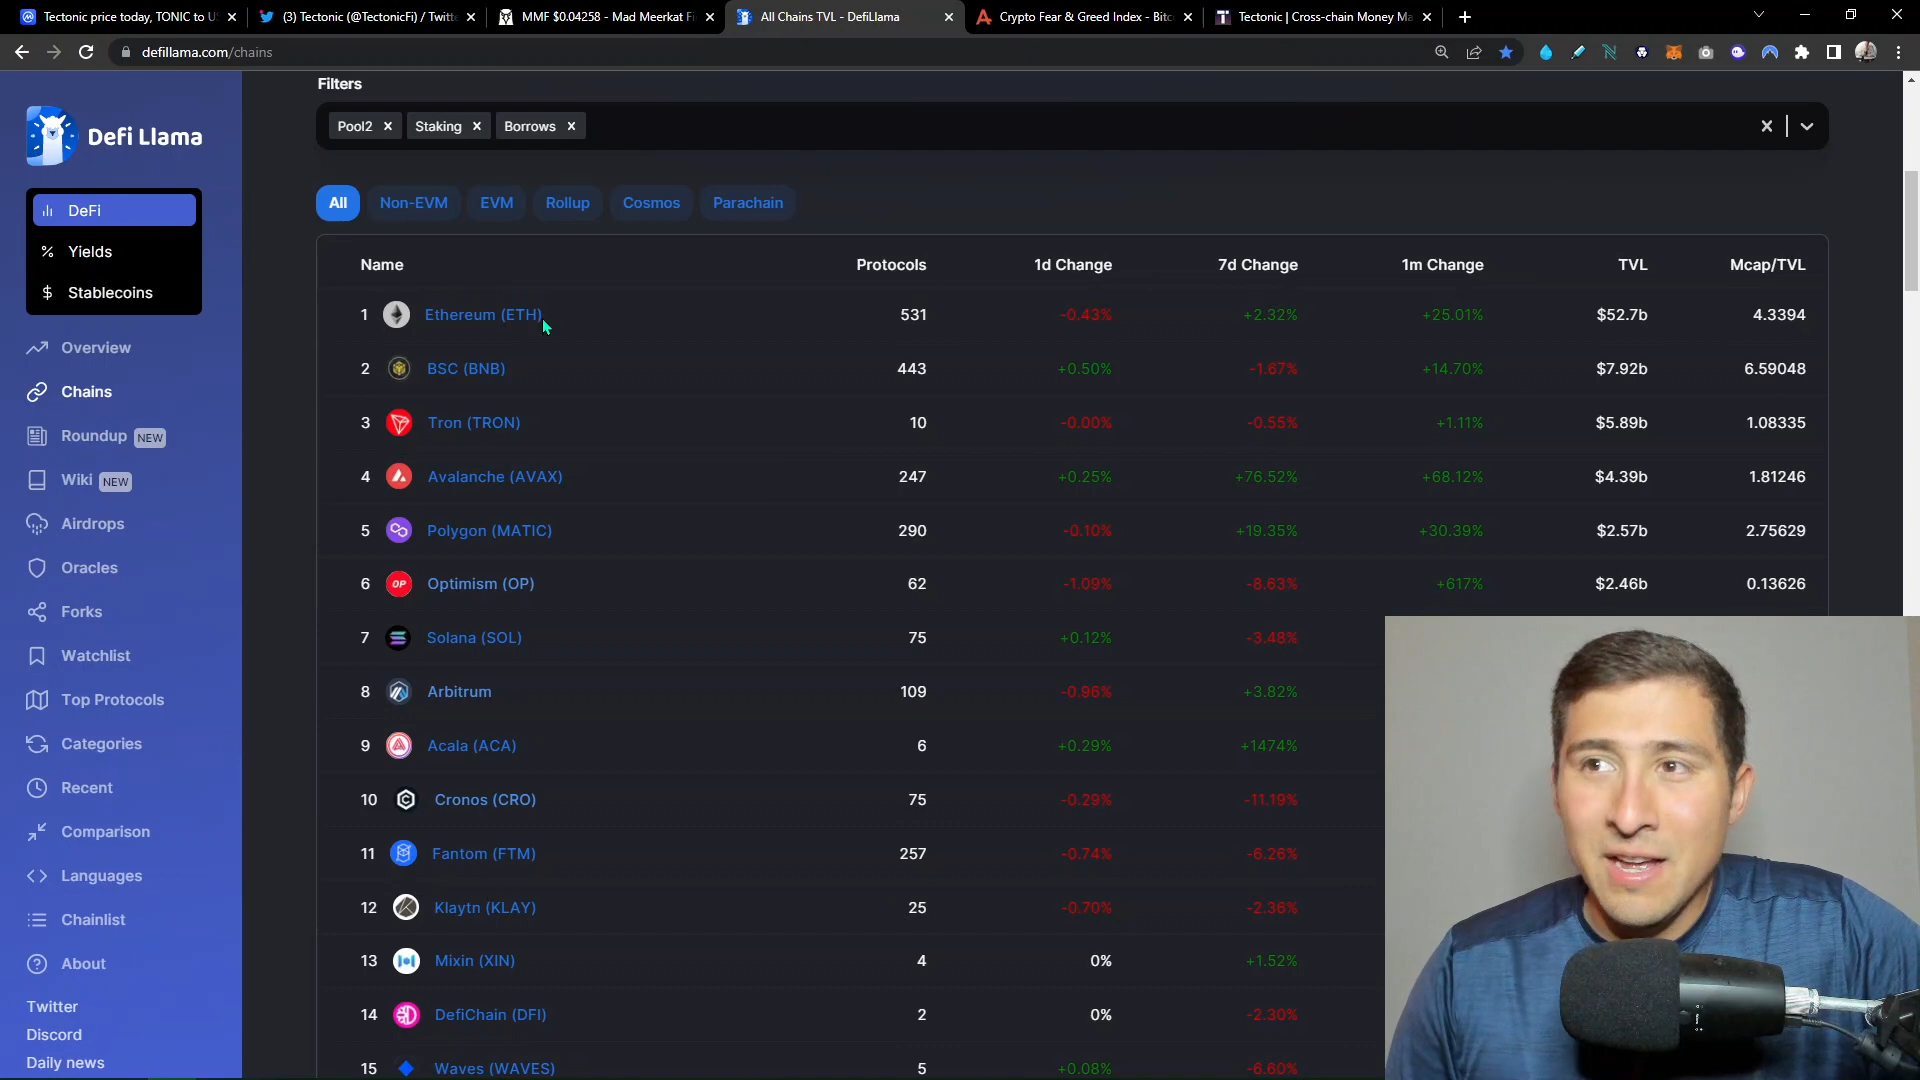 Tectonic price today, TONIC to U
(3) Tectonic (@TectonicFi) / Twitte
MMF $0.04258 - Mad Meerkat Fi
All Chains TVL - DefiLlama
Crypto Fear & Greed Index - Bitc
Tectonic | Cross-chain Money Ma
defillama.com/chains
Filters
Pool2 Staking Borrows
Defi Llama
DeFi
Yields
Stablecoins
Overview
Chains
Roundup NEW
Wiki NEW
Airdrops
Oracles
Forks
Watchlist
Top Protocols
Categories
Recent
Comparison
Languages
Chainlist
About
Twitter
Discord
Daily news
All Non-EVM EVM Rollup Cosmos Parachain
Name Protocols 1d Change 7d Change 1m Change TVL Mcap/TVL
1 Ethereum (ETH) 531 -0.43% +2.32% +25.01% $52.7b 4.3394
2 BSC (BNB) 443 +0.50% -1.67% +14.70% $7.92b 6.59048
3 Tron (TRON) 10 -0.00% -0.55% +1.11% $5.89b 1.08335
4 Avalanche (AVAX) 247 +0.25% +76.52% +68.12% $4.39b 1.81246
5 Polygon (MATIC) 290 -0.10% +19.35% +30.39% $2.57b 2.75629
6 OP Optimism (OP) 62 -1.09% -8.63% +617% $2.46b 0.13626
7 Solana (SOL) 75 +0.12% -3.48%
8 Arbitrum 109 -0.96% +3.82%
9 Acala (ACA) 6 +0.29% +1474%
10 Cronos (CRO) 75 -0.29% -11.19%
11 Fantom (FTM) 257 -0.74% -6.26%
12 Klaytn (KLAY) 25 -0.70% -2.36%
13 Mixin (XIN) 4 0% +1.52%
14 DefiChain (DFI) 2 0% -2.30%
15 Waves (WAVES) 5 +0.08% -6.60%